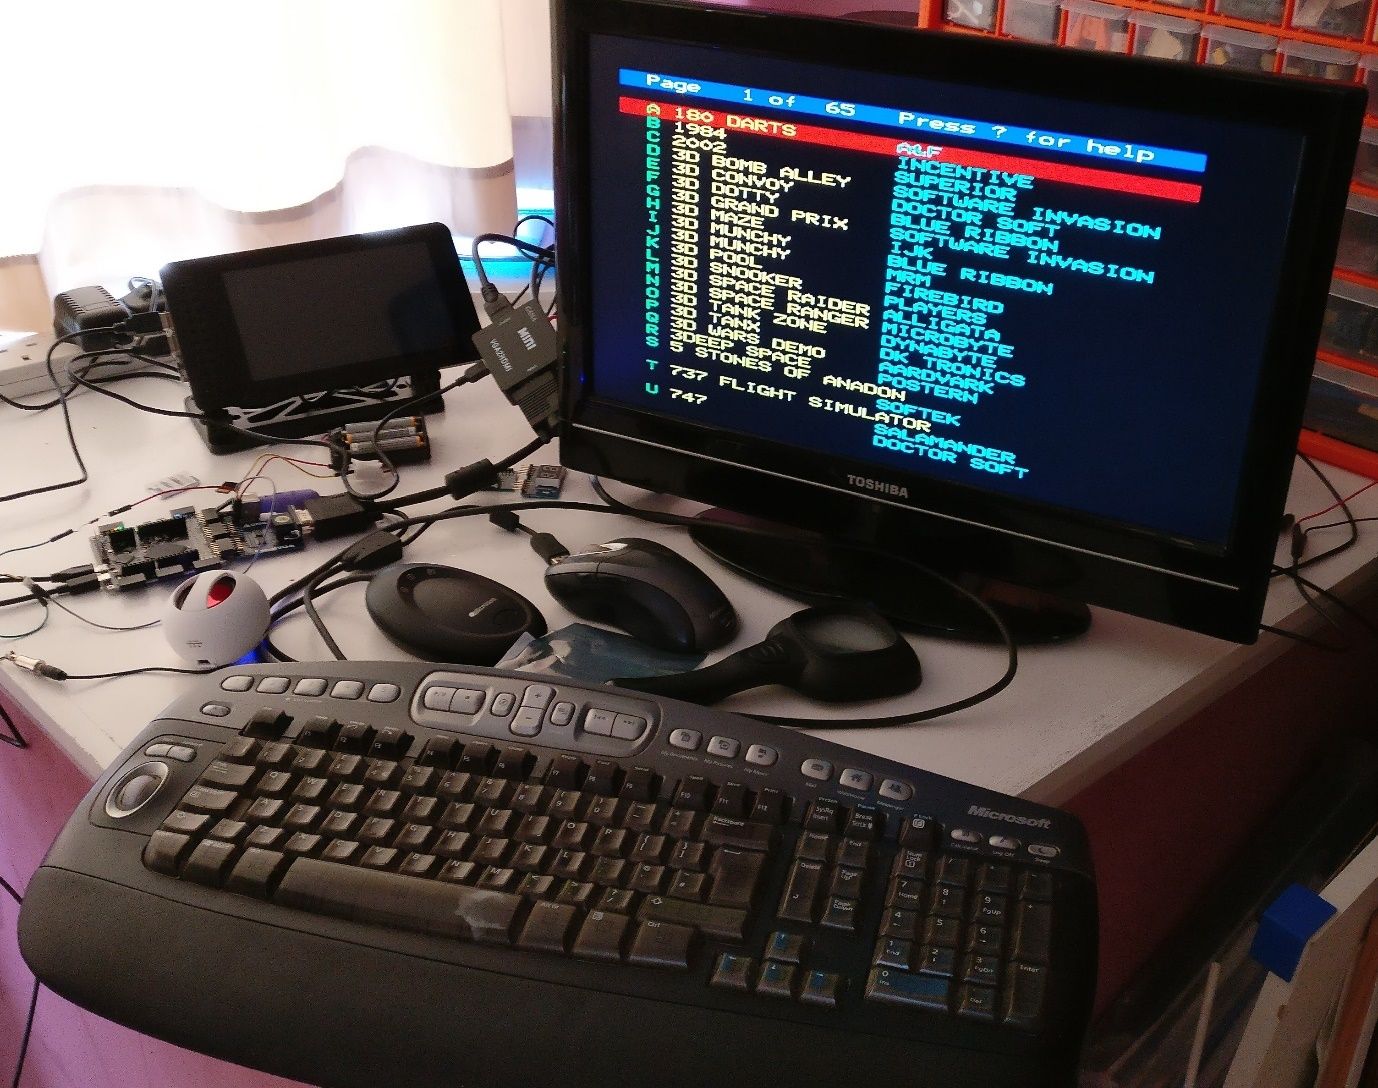 Page 1 of 65 Press ? for help
A 180 DARTS ALF
B 1984 INCENTIVE
C 2002 SUPERIOR
D 3D BOMB ALLEY SOFTWARE INVASION
E 3D CONVOY DOCTOR SOFT
F 3D DOTTY BLUE RIBBON
G 3D GRAND PRIX SOFTWARE INVASION
H 3D MAZE IJK
I 3D MUNCHY BLUE RIBBON
J 3D MUNCHY MRM
K 3D POOL FIREBIRD
L 3D SNOOKER PLAYERS
M 3D SPACE RAIDER ALLIGATA
N 3D SPACE RANGER MICROBYTE
O 3D TANK ZONE DYNABYTE
P 3D TANX DK TRONICS
Q 3D WARS DEMO AARDVARK
R 3DEEP SPACE POSTERN
S 5 STONES OF ANADON SOFTEK
T 737 FLIGHT SIMULATOR SALAMANDER
U 747 DOCTOR SOFT
TOSHIBA
MINI
VGA2HDMI
Microsoft